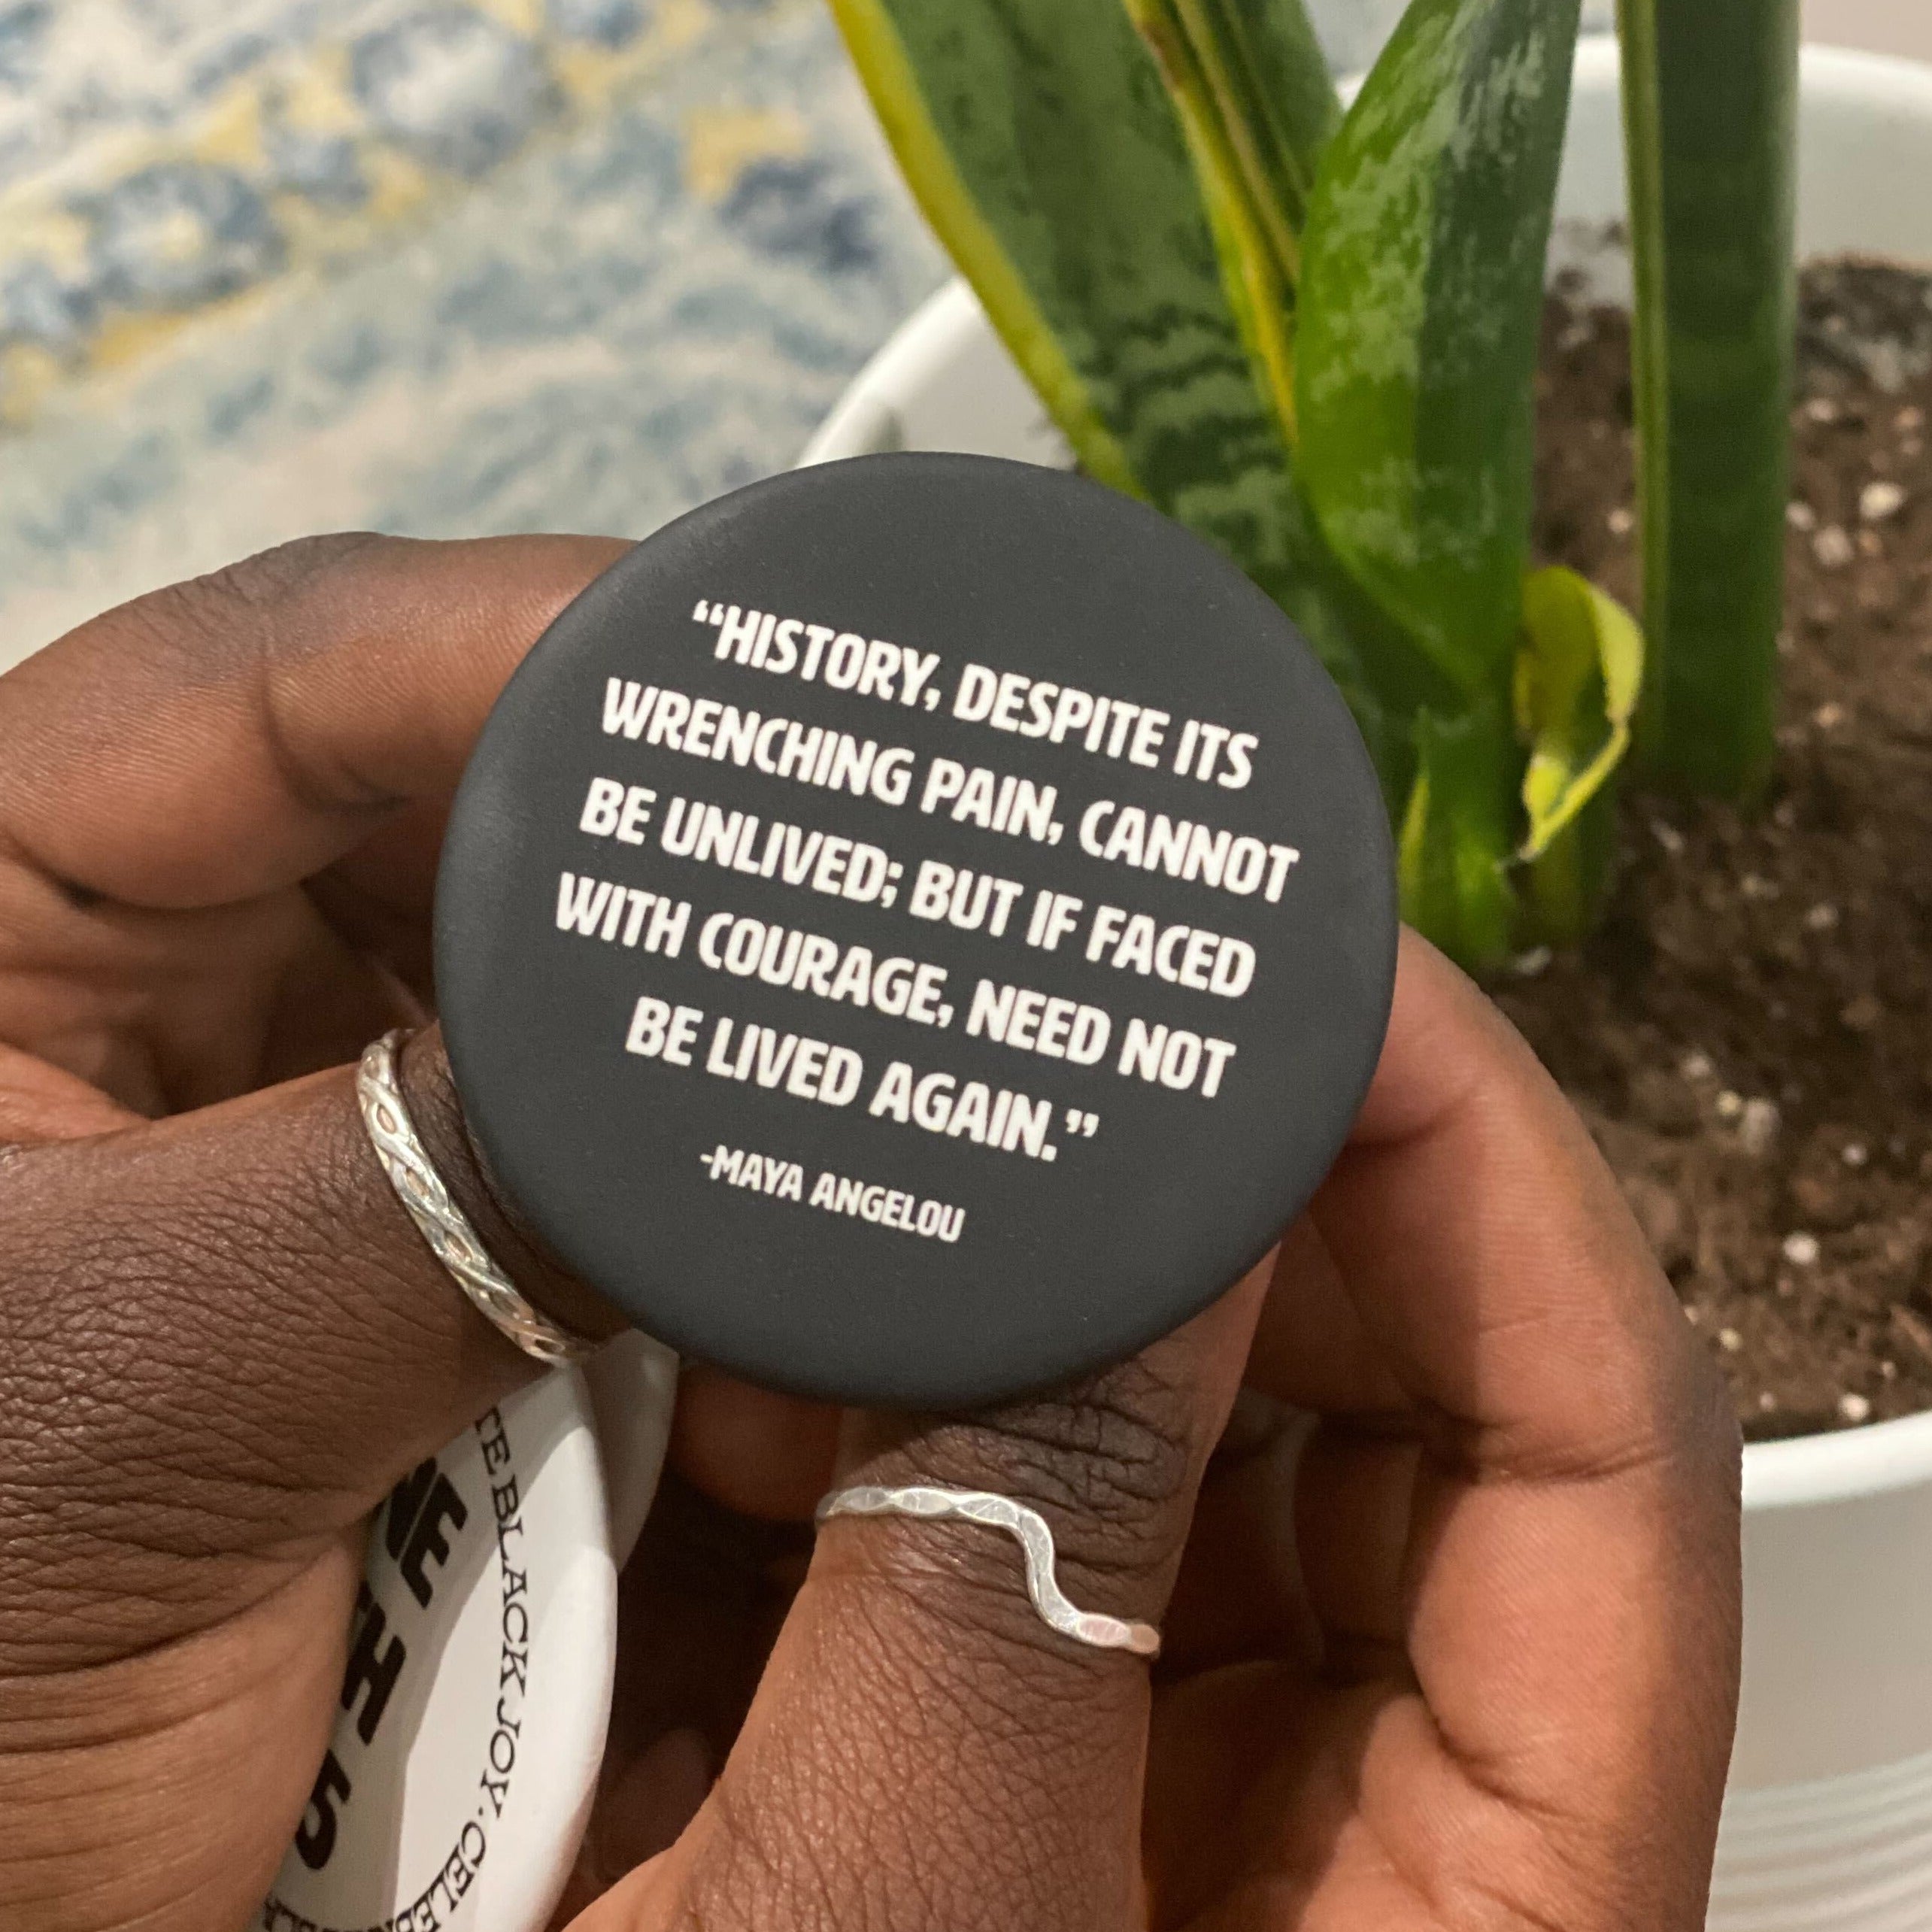 “HISTORY, DESPITE ITS
WRENCHING PAIN, CANNOT
BE UNLIVED; BUT IF FACED
WITH COURAGE, NEED NOT
BE LIVED AGAIN.”
-MAYA ANGELOU
BLACK JOY.